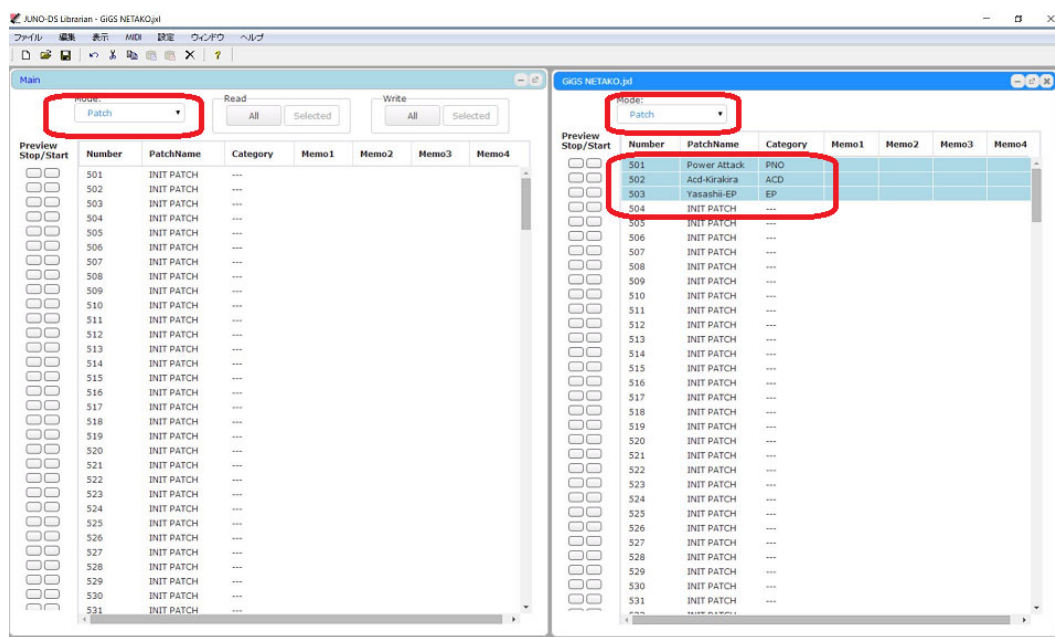 JUNO-DS Librarian - GiGS NETAKO.jxl
ファイル 編集 表示 MIDI 設定 ウィンドウ ヘルプ
Main
Mode:
Patch
Read
All Selected
Write
All Selected
Preview
Stop/Start Number PatchName Category Memo1 Memo2 Memo3 Memo4
501 INIT PATCH ---
502 INIT PATCH ---
503 INIT PATCH ---
504 INIT PATCH ---
505 INIT PATCH ---
506 INIT PATCH ---
507 INIT PATCH ---
508 INIT PATCH ---
509 INIT PATCH ---
510 INIT PATCH ---
511 INIT PATCH ---
512 INIT PATCH ---
513 INIT PATCH ---
514 INIT PATCH ---
515 INIT PATCH ---
516 INIT PATCH ---
517 INIT PATCH ---
518 INIT PATCH ---
519 INIT PATCH ---
520 INIT PATCH ---
521 INIT PATCH ---
522 INIT PATCH ---
523 INIT PATCH ---
524 INIT PATCH ---
525 INIT PATCH ---
526 INIT PATCH ---
527 INIT PATCH ---
528 INIT PATCH ---
529 INIT PATCH ---
530 INIT PATCH ---
531 INIT PATCH ---
GiGS NETAKO.jxl
Mode:
Patch
Preview
Stop/Start Number PatchName Category Memo1 Memo2 Memo3 Memo4
501 Power Attack PNO
502 Acd-Kirakira ACD
503 Yasashii-EP EP
504 INIT PATCH ---
505 INIT PATCH ---
506 INIT PATCH ---
507 INIT PATCH ---
508 INIT PATCH ---
509 INIT PATCH ---
510 INIT PATCH ---
511 INIT PATCH ---
512 INIT PATCH ---
513 INIT PATCH ---
514 INIT PATCH ---
515 INIT PATCH ---
516 INIT PATCH ---
517 INIT PATCH ---
518 INIT PATCH ---
519 INIT PATCH ---
520 INIT PATCH ---
521 INIT PATCH ---
522 INIT PATCH ---
523 INIT PATCH ---
524 INIT PATCH ---
525 INIT PATCH ---
526 INIT PATCH ---
527 INIT PATCH ---
528 INIT PATCH ---
529 INIT PATCH ---
530 INIT PATCH ---
531 INIT PATCH ---